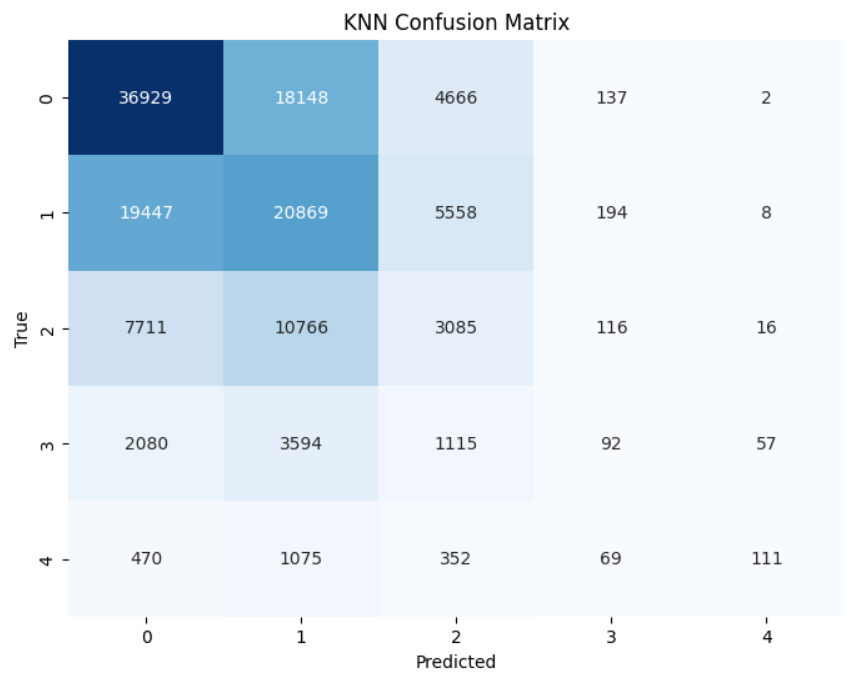 KNN Confusion Matrix
0 36929 18148 4666 137 2
1 19447 20869 5558 194 8
2 7711 10766 3085 116 16
3 2080 3594 1115 92 57
4 470 1075 352 69 111
True
0 1 2 3 4
Predicted